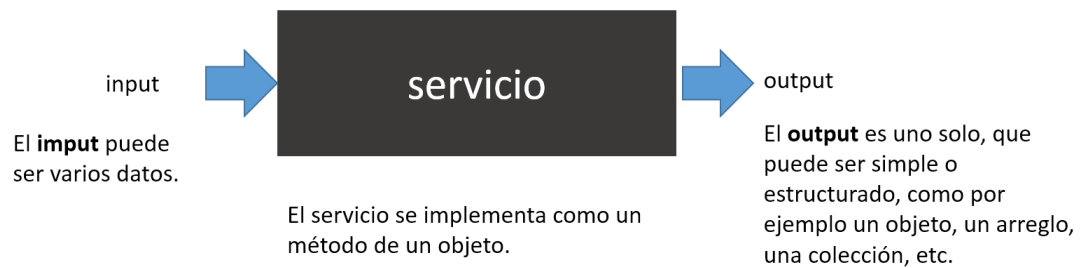 input
servicio
output
El imput puede
ser varios datos.
El servicio se implementa como un
método de un objeto.
El output es uno solo, que
puede ser simple o
estructurado, como por
ejemplo un objeto, un arreglo,
una colección, etc.